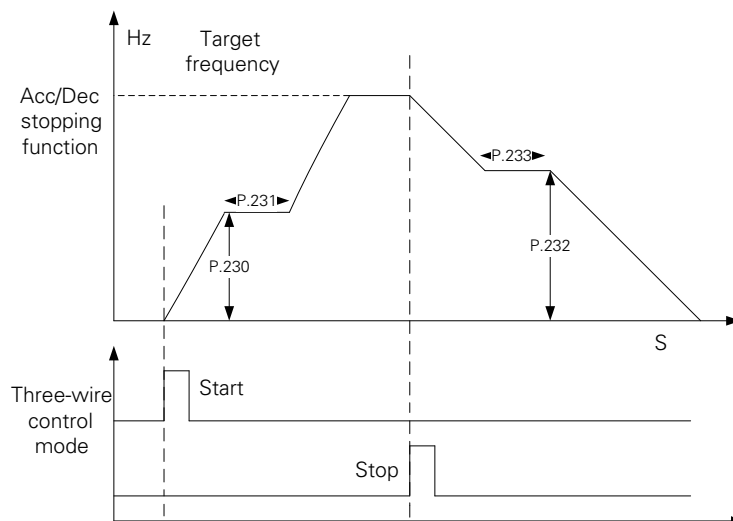 Hz
Target
frequency
Acc/Dec
stopping
function
P.233
P.231
P.232
P.230
S
Three-wire
control
mode
Start
Stop